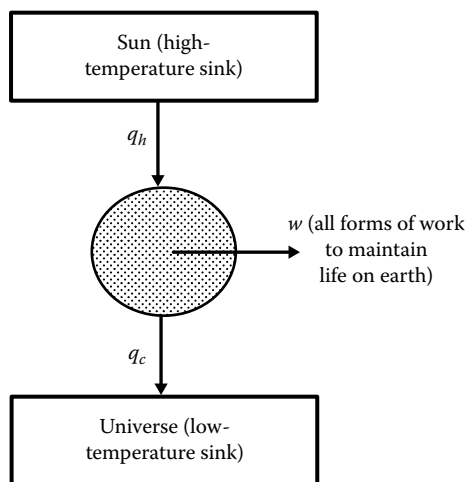 Sun (high-
temperature sink)
q_h
w (all forms of work
to maintain
life on earth)
q_c
Universe (low-
temperature sink)